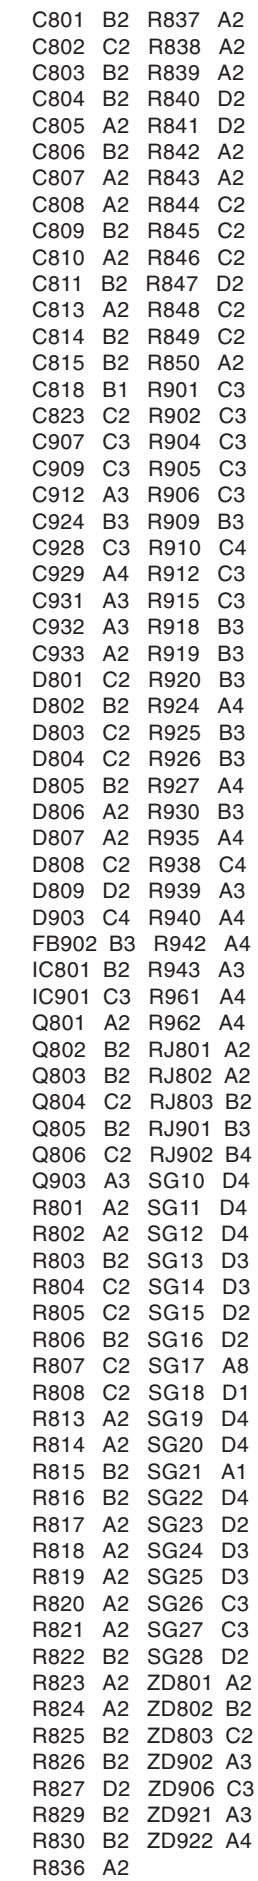 C801 B2 R837 A2
C802 C2 R838 A2
C803 B2 R839 A2
C804 B2 R840 D2
C805 A2 R841 D2
C806 B2 R842 A2
C807 A2 R843 A2
C808 A2 R844 C2
C809 B2 R845 C2
C810 A2 R846 C2
C811 B2 R847 D2
C813 A2 R848 C2
C814 B2 R849 C2
C815 B2 R850 A2
C818 B1 R901 C3
C823 C2 R902 C3
C907 C3 R904 C3
C909 C3 R905 C3
C912 A3 R906 C3
C924 B3 R909 B3
C928 C3 R910 C4
C929 A4 R912 C3
C931 A3 R915 C3
C932 A3 R918 B3
C933 A2 R919 B3
D801 C2 R920 B3
D802 B2 R924 A4
D803 C2 R925 B3
D804 C2 R926 B3
D805 B2 R927 A4
D806 A2 R930 B3
D807 A2 R935 A4
D808 C2 R938 C4
D809 D2 R939 A3
D903 C4 R940 A4
FB902 B3 R942 A4
IC801 B2 R943 A3
IC901 C3 R961 A4
Q801 A2 R962 A4
Q802 B2 RJ801 A2
Q803 B2 RJ802 A2
Q804 C2 RJ803 B2
Q805 B2 RJ901 B3
Q806 C2 RJ902 B4
Q903 A3 SG10 D4
R801 A2 SG11 D4
R802 A2 SG12 D4
R803 B2 SG13 D3
R804 C2 SG14 D3
R805 C2 SG15 D2
R806 B2 SG16 D2
R807 C2 SG17 A8
R808 C2 SG18 D1
R813 A2 SG19 D4
R814 A2 SG20 D4
R815 B2 SG21 A1
R816 B2 SG22 D4
R817 A2 SG23 D2
R818 A2 SG24 D3
R819 A2 SG25 D3
R820 A2 SG26 C3
R821 A2 SG27 C3
R822 B2 SG28 D2
R823 A2 ZD801 A2
R824 A2 ZD802 B2
R825 B2 ZD803 C2
R826 B2 ZD902 A3
R827 D2 ZD906 C3
R829 B2 ZD921 A3
R830 B2 ZD922 A4
R836 A2